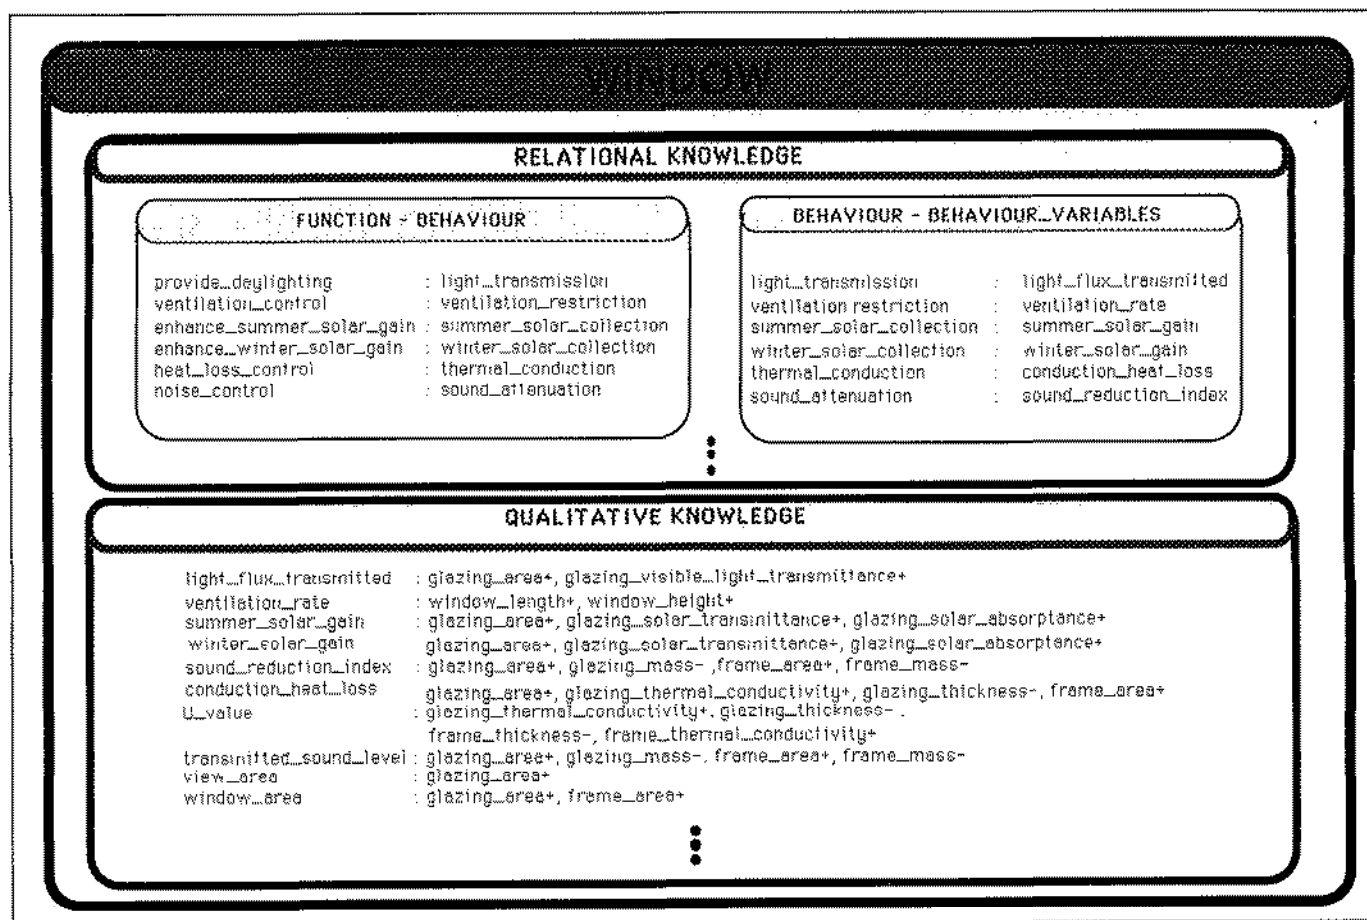 WINDOW
RELATIONAL KNOWLEDGE
FUNCTION - BEHAVIOUR
provide_daylighting : light_transmission
ventilation_control : ventilation_restriction
enhance_summer_solar_gain : summer_solar_collection
enhance_winter_solar_gain : winter_solar_collection
heat_loss_control : thermal_conduction
noise_control : sound_attenuation
BEHAVIOUR - BEHAVIOUR_VARIABLES
light_transmission : light_flux_transmitted
ventilation restriction : ventilation_rate
summer_solar_collection : summer_solar_gain
winter_solar_collection : winter_solar_gain
thermal_conduction : conduction_heat_loss
sound_attenuation : sound_reduction_index
QUALITATIVE KNOWLEDGE
light_flux_transmitted : glazing_area+, glazing_visible_light_transmittance+
ventilation_rate : window_length+, window_height+
summer_solar_gain : glazing_area+, glazing_solar_transmittance+, glazing_solar_absorptance+
winter_solar_gain glazing_area+, glazing_solar_transmittance+, glazing_solar_absorptance+
sound_reduction_index : glazing_area+, glazing_mass- ,frame_area+, frame_mass-
conduction_heat_loss glazing_area+, glazing_thermal_conductivity+, glazing_thickness-, frame_area+
U_value : glazing_thermal_conductivity+, glazing_thickness- ,
frame_thickness-, frame_thermal_conductivity+
transmitted_sound_level : glazing_area+, glazing_mass-, frame_area+, frame_mass-
view_area : glazing_area+
window_area : glazing_area+, frame_area+